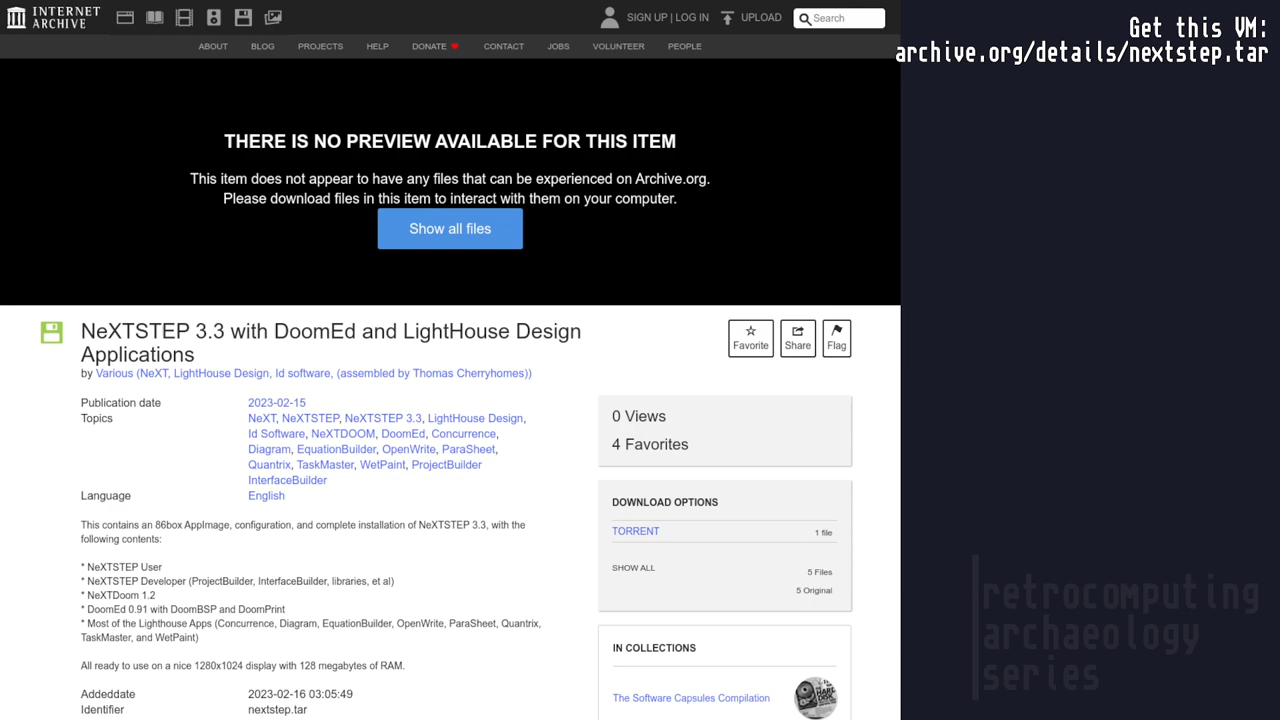 INTERNET
ARCHIVE
SIGN UP | LOG IN
UPLOAD
Search
Get this VM:
archive.org/details/nextstep.tar
ABOUT
BLOG
PROJECTS
HELP
DONATE
CONTACT
JOBS
VOLUNTEER
PEOPLE
THERE IS NO PREVIEW AVAILABLE FOR THIS ITEM
This item does not appear to have any files that can be experienced on Archive.org.
Please download files in this item to interact with them on your computer.
Show all files
NeXTSTEP 3.3 with DoomEd and LightHouse Design
Applications
by Various (NeXT, LightHouse Design, Id software, (assembled by Thomas Cherryhomes))
Favorite
Share
Flag
Publication date 2023-02-15
Topics NeXT, NeXTSTEP, NeXTSTEP 3.3, LightHouse Design,
Id Software, NeXTDOOM, DoomEd, Concurrence,
Diagram, EquationBuilder, OpenWrite, ParaSheet,
Quantrix, TaskMaster, WetPaint, ProjectBuilder
InterfaceBuilder
Language English
This contains an 86box AppImage, configuration, and complete installation of NeXTSTEP 3.3, with the
following contents:
* NeXTSTEP User
* NeXTSTEP Developer (ProjectBuilder, InterfaceBuilder, libraries, et al)
* NeXTDoom 1.2
* DoomEd 0.91 with DoomBSP and DoomPrint
* Most of the Lighthouse Apps (Concurrence, Diagram, EquationBuilder, OpenWrite, ParaSheet, Quantrix,
TaskMaster, and WetPaint)
All ready to use on a nice 1280x1024 display with 128 megabytes of RAM.
Addeddate 2023-02-16 03:05:49
Identifier nextstep.tar
0 Views
4 Favorites
DOWNLOAD OPTIONS
TORRENT 1 file
SHOW ALL 5 Files
5 Original
IN COLLECTIONS
The Software Capsules Compilation
retrocomputing
archaeology
series